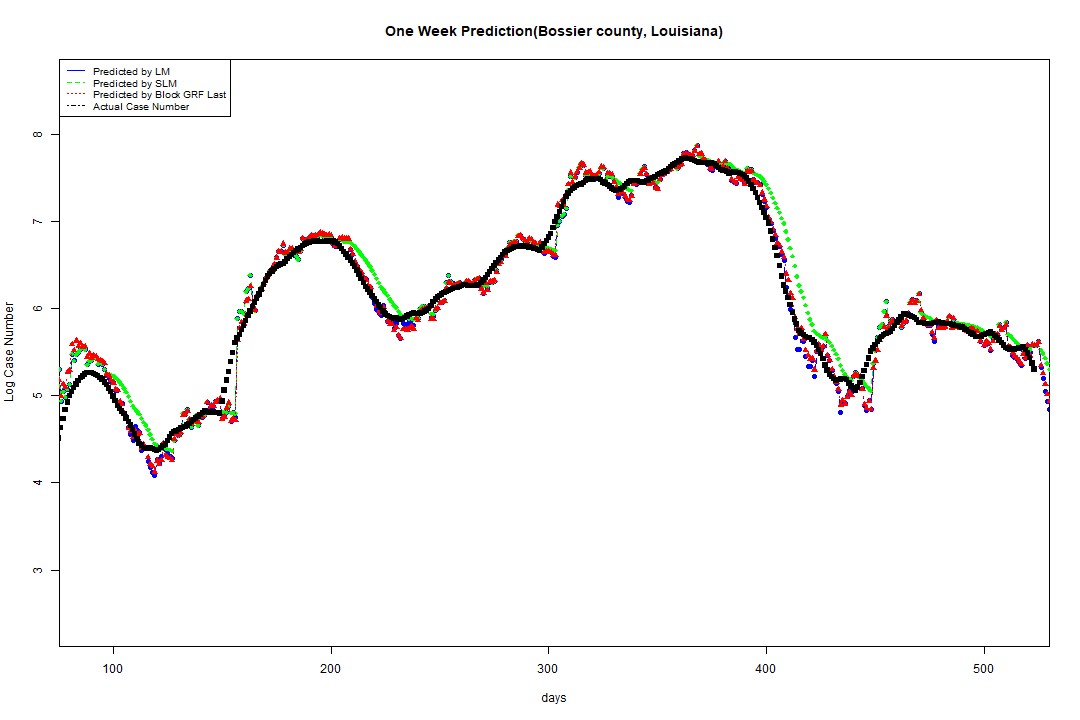 One Week Prediction(Bossier county, Louisiana)
Predicted by LM
Predicted by SLM
Predicted by Block GRF Last
Actual Case Number
8
7
6
5
4
3
Log Case Number
100 200 300 400 500
days